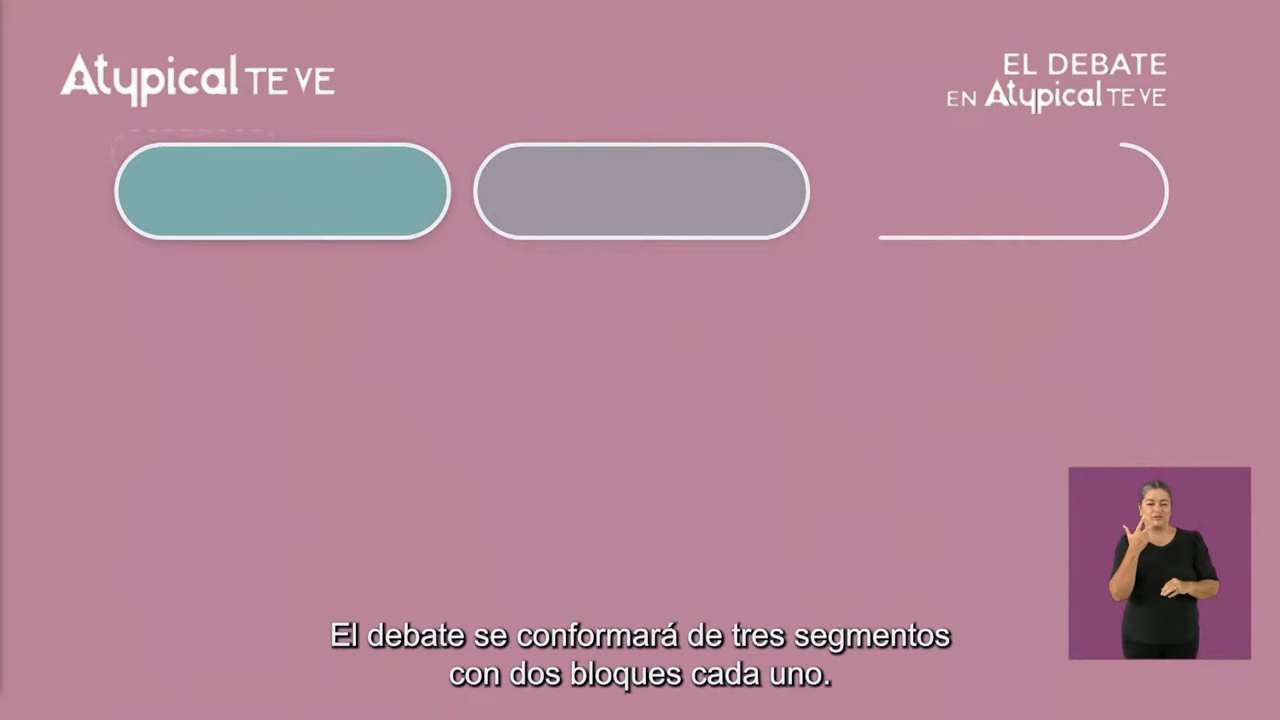 Atypical TE VE
EL DEBATE
EN Atypical TE VE
El debate se conformará de tres segmentos
con dos bloques cada uno.